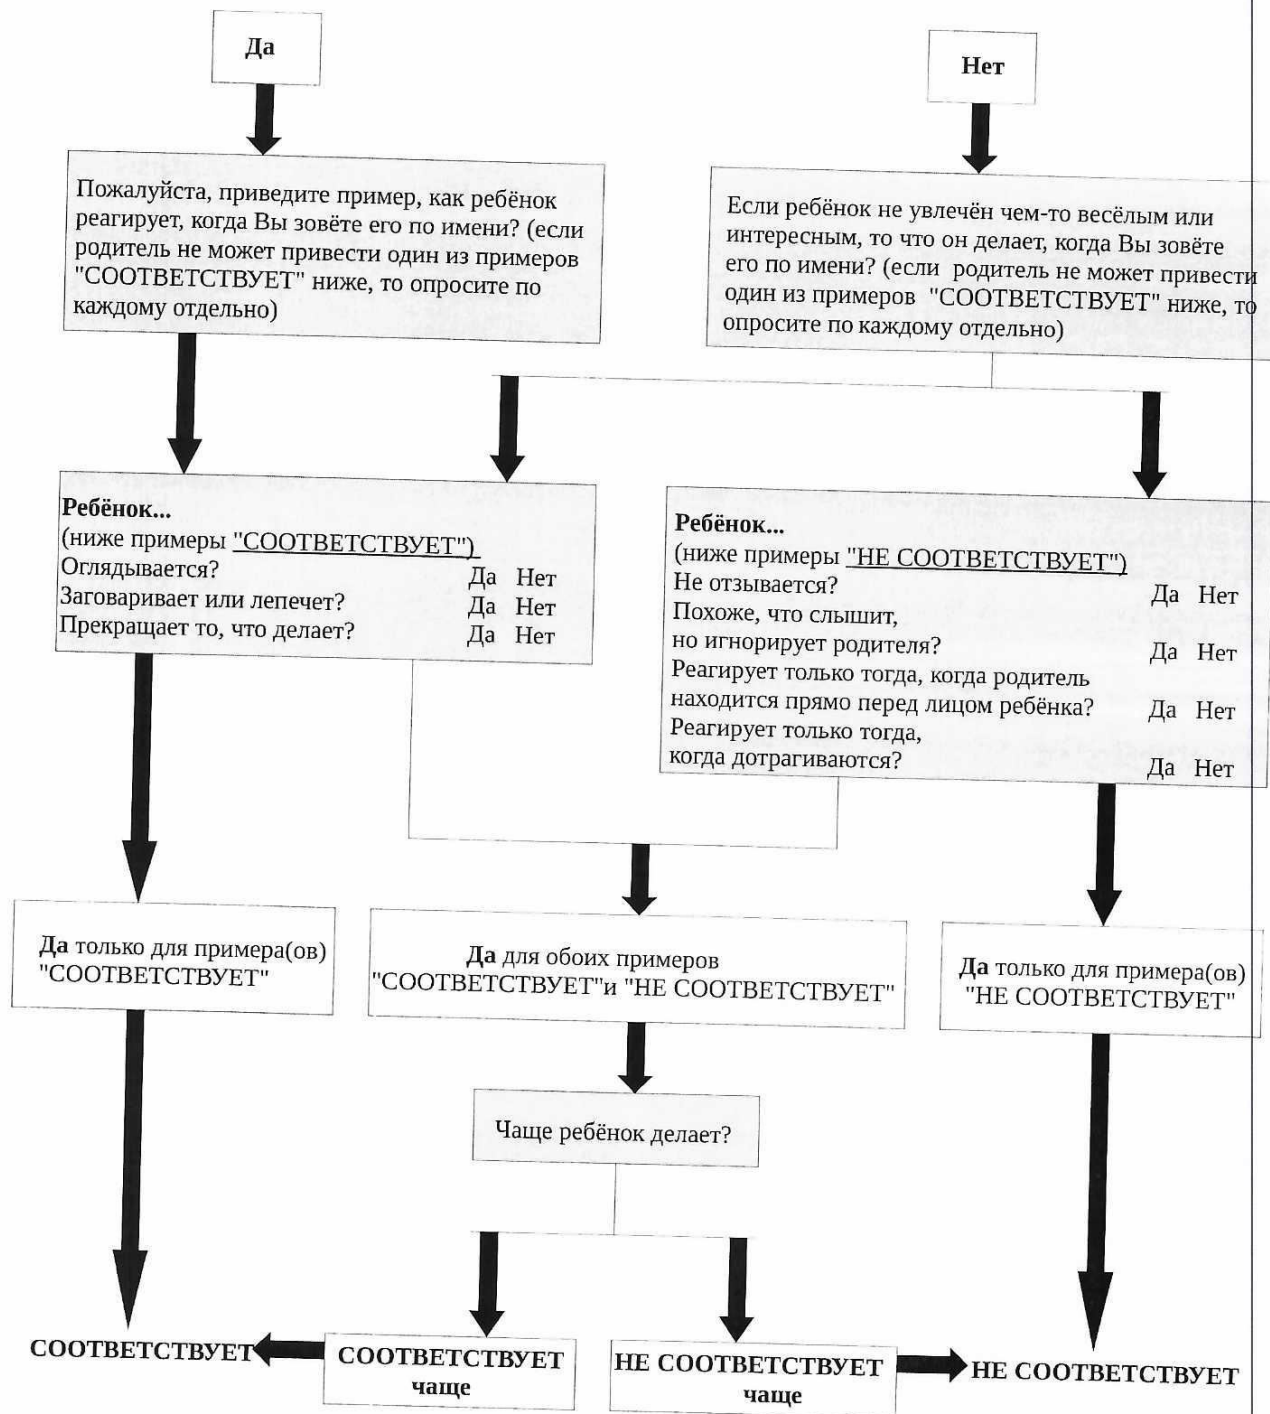 Да
Нет
Пожалуйста, приведите пример, как ребёнок
реагирует, когда Вы зовёте его по имени? (если
родитель не может привести один из примеров
"СООТВЕТСТВУЕТ" ниже, то опросите по
каждому отдельно)
Если ребёнок не увлечён чем-то весёлым или
интересным, то что он делает, когда Вы зовёте
его по имени? (если родитель не может привести
один из примеров "СООТВЕТСТВУЕТ" ниже, то
опросите по каждому отдельно)
Ребёнок...
(ниже примеры "СООТВЕТСТВУЕТ")
Оглядывается? Да Нет
Заговаривает или лепечет? Да Нет
Прекращает то, что делает? Да Нет
Ребёнок...
(ниже примеры "НЕ СООТВЕТСТВУЕТ")
Не отзывается? Да Нет
Похоже, что слышит,
но игнорирует родителя? Да Нет
Реагирует только тогда, когда родитель
находится прямо перед лицом ребёнка? Да Нет
Реагирует только тогда,
когда дотрагиваются? Да Нет
Да только для примера(ов)
"СООТВЕТСТВУЕТ"
Да для обоих примеров
"СООТВЕТСТВУЕТ"и "НЕ СООТВЕТСТВУЕТ"
Да только для примера(ов)
"НЕ СООТВЕТСТВУЕТ"
Чаще ребёнок делает?
СООТВЕТСТВУЕТ
СООТВЕТСТВУЕТ
чаще
НЕ СООТВЕТСТВУЕТ
чаще
НЕ СООТВЕТСТВУЕТ